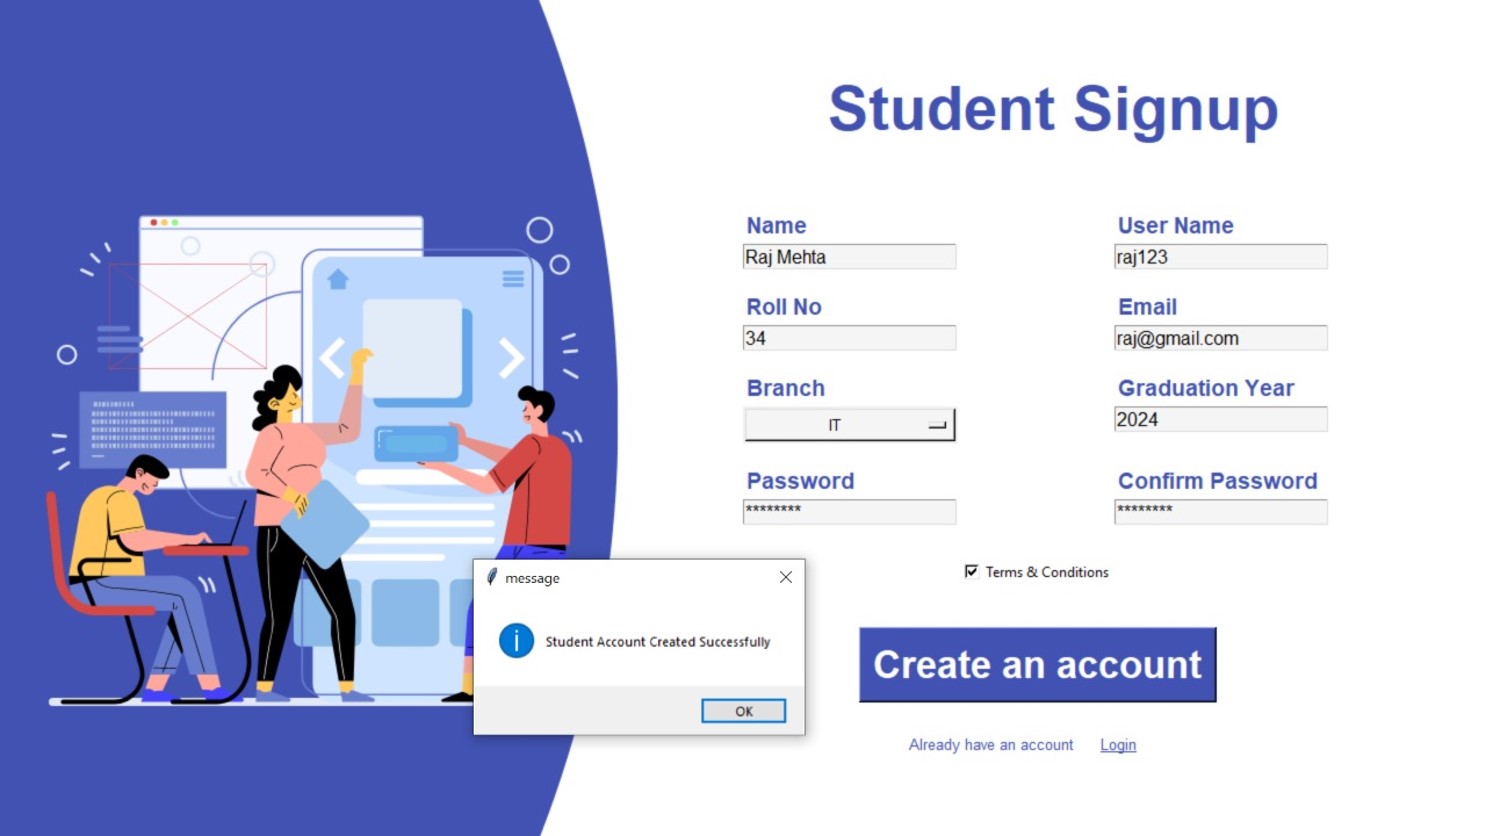 Student Signup
Name
User Name
Raj Mehta
raj123
Roll No
Email
34
raj@gmail.com
Branch
Graduation Year
IT
2024
Password
Confirm Password
********
********
Terms & Conditions
message
Student Account Created Successfully
OK
Create an account
Already have an account
Login